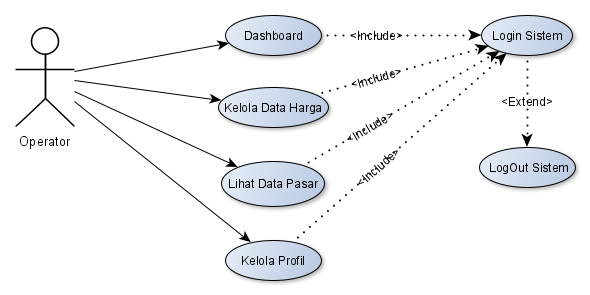 Dashboard
<Include>
Login Sistem
Kelola Data Harga
<Include>
<Extend>
Operator
<Include>
Lihat Data Pasar
<Include>
LogOut Sistem
Kelola Profil